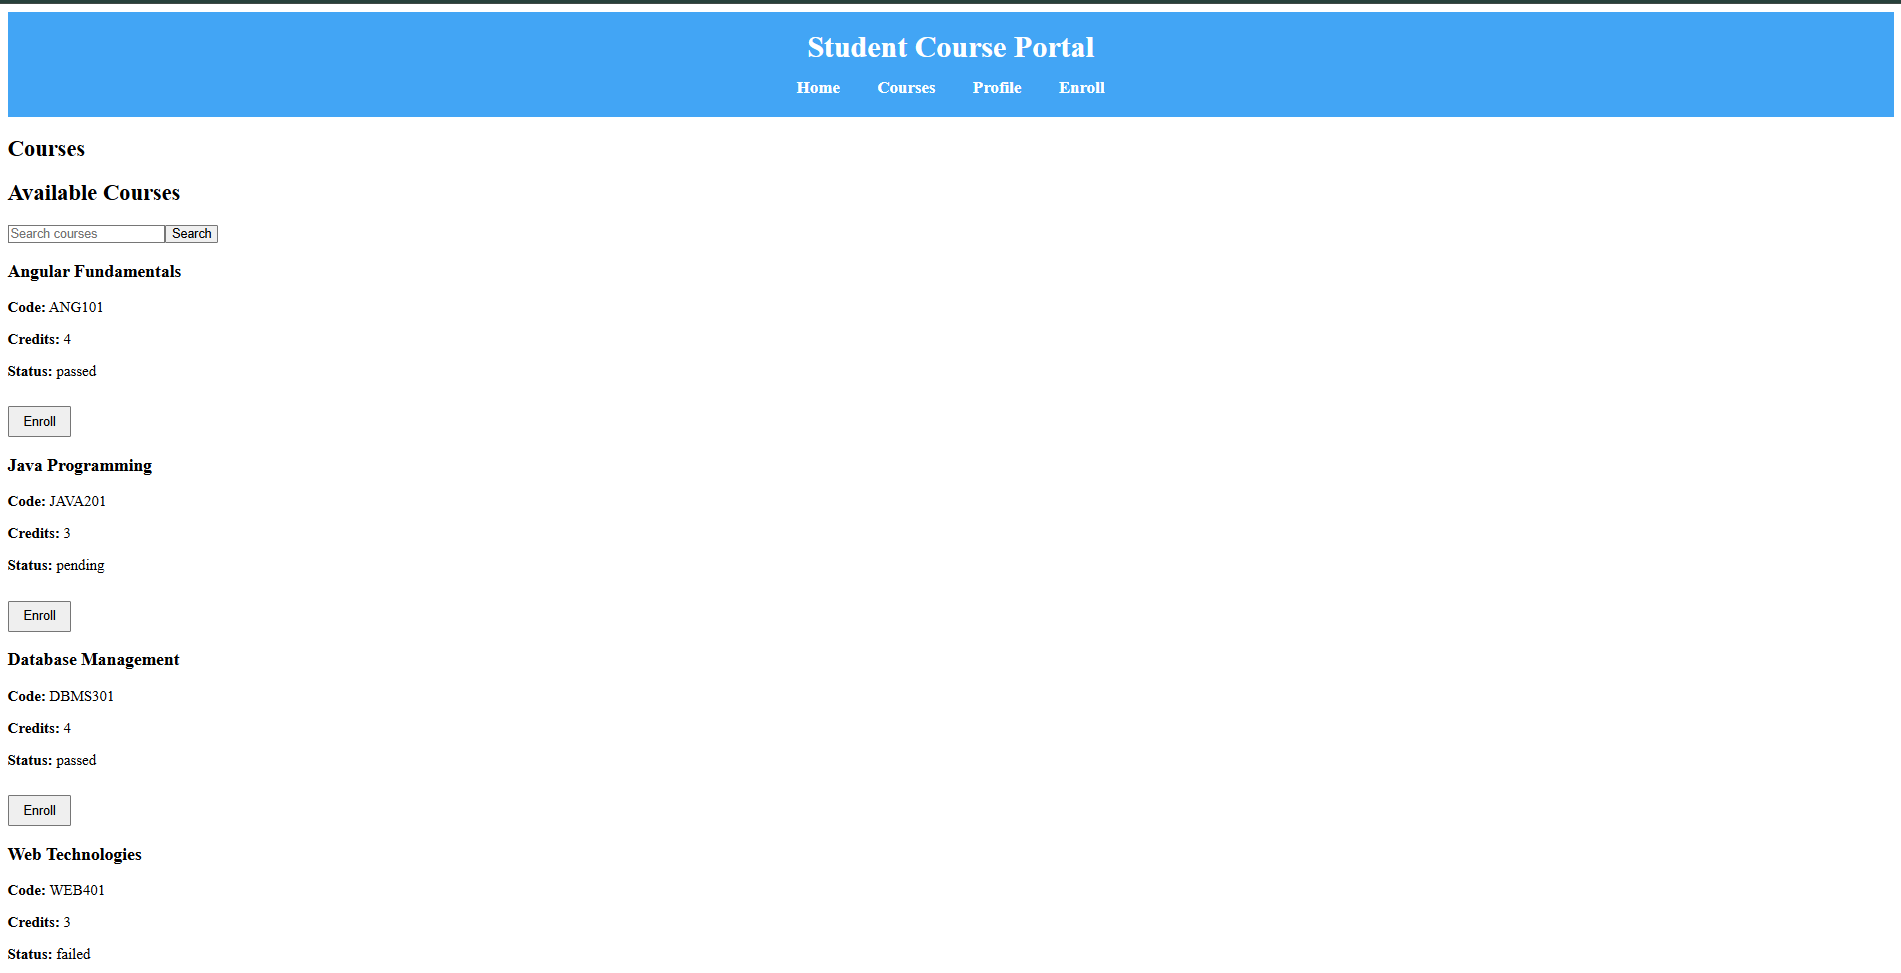 Student Course Portal
Home Courses Profile Enroll
Courses
Available Courses
Search courses Search
Angular Fundamentals
Code: ANG101
Credits: 4
Status: passed
Enroll
Java Programming
Code: JAVA201
Credits: 3
Status: pending
Enroll
Database Management
Code: DBMS301
Credits: 4
Status: passed
Enroll
Web Technologies
Code: WEB401
Credits: 3
Status: failed